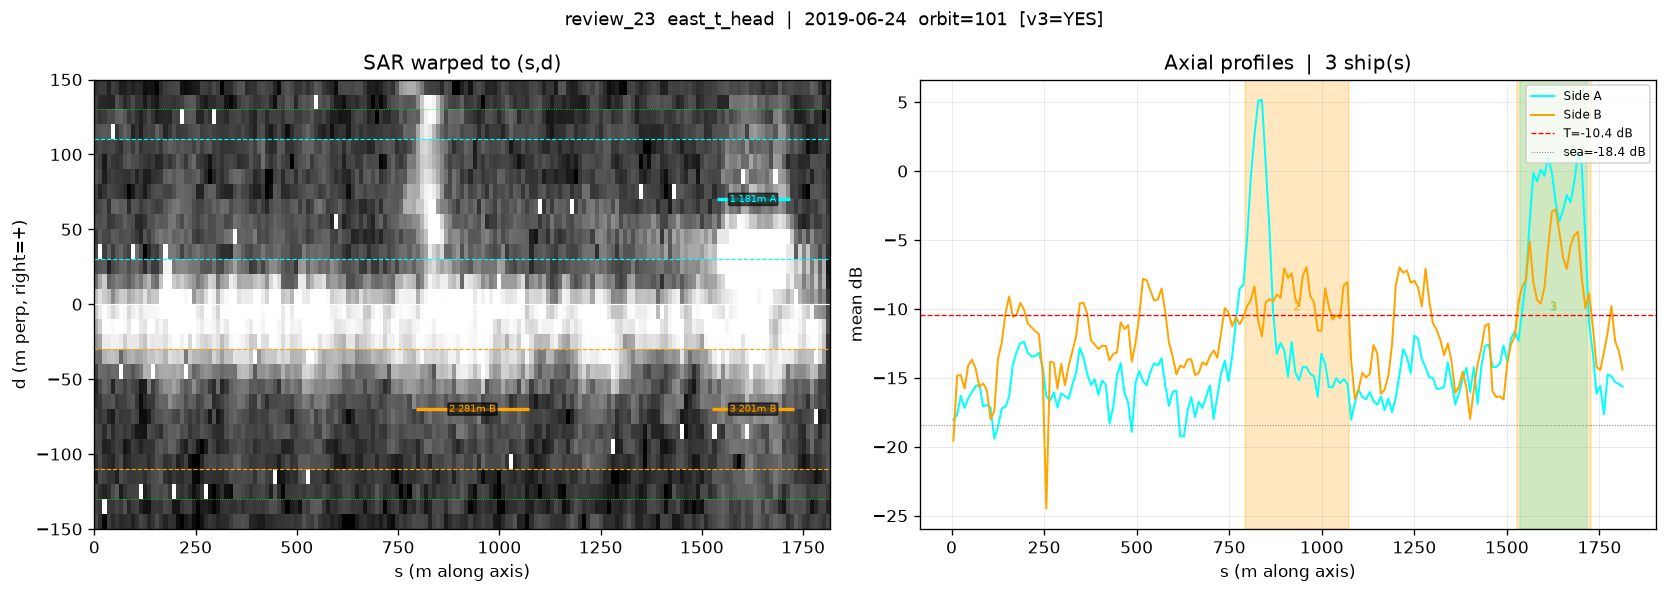 review_23  east_t_head  |  2019-06-24  orbit=101  [v3=YES]
SAR warped to (s,d)
d (m perp, right=+)
150
100
50
0
−50
−100
−150
1 181m A
2 281m B
3 201m B
0
250
500
750
1000
1250
1500
1750
s (m along axis)
Axial profiles  |  3 ship(s)
mean dB
5
0
−5
−10
−15
−20
−25
Side A
Side B
T=-10.4 dB
sea=-18.4 dB
2
3
0
250
500
750
1000
1250
1500
1750
s (m along axis)